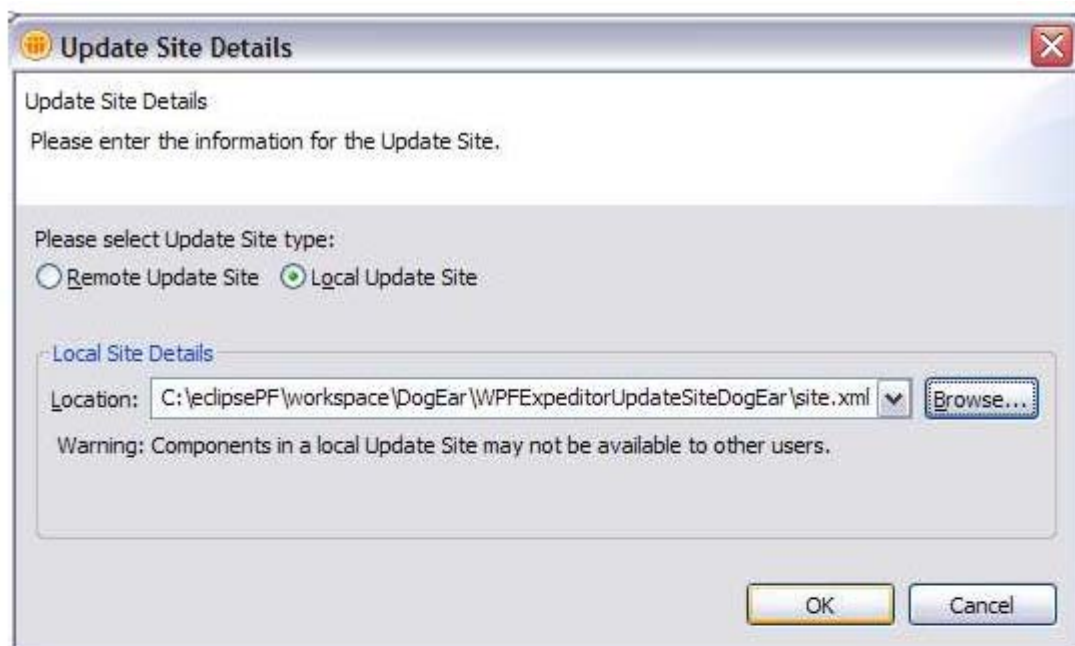 Update Site Details
Update Site Details
Please enter the information for the Update Site.
Please select Update Site type:
Remote Update Site Local Update Site
Local Site Details
Location: C:\eclipsePF\workspace\DogEar\WPFExpeditorUpdateSiteDogEar\site.xml Browse...
Warning: Components in a local Update Site may not be available to other users.
OK Cancel